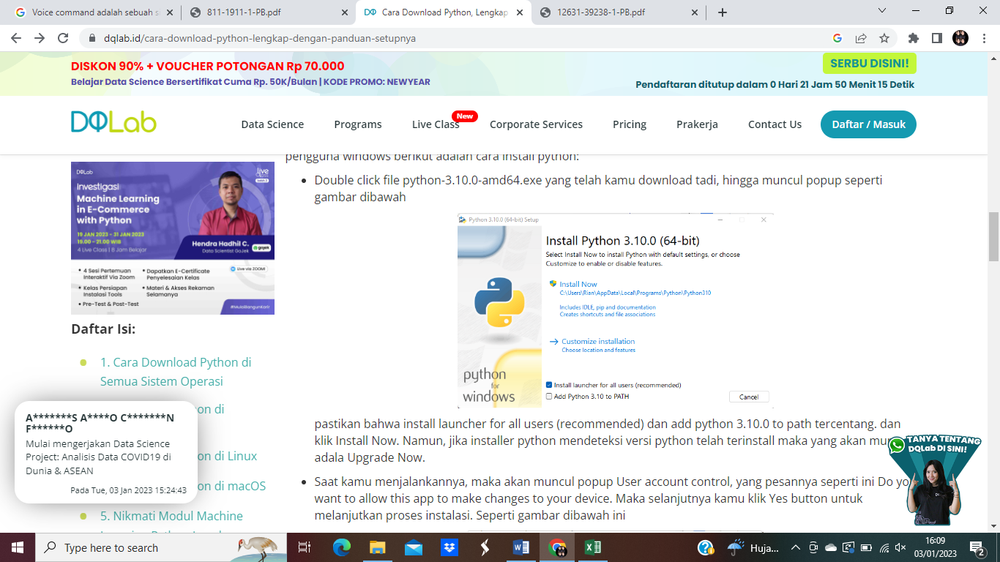 Voice command adalah sebuah s
811-1911-1-PB.pdf
Cara Download Python, Lengkap
12631-39238-1-PB.pdf
dqlab.id/cara-download-python-lengkap-dengan-panduan-setupnya
DISKON 90% + VOUCHER POTONGAN Rp 70.000
Belajar Data Science Bersertifikat Cuma Rp. 50K/Bulan | KODE PROMO: NEWYEAR
SERBU DISINI!
Pendaftaran ditutup dalam 0 Hari 21 Jam 50 Menit 15 Detik
DQLab
Data Science
Programs
Live Class
New
Corporate Services
Pricing
Prakerja
Contact Us
Daftar / Masuk
DQLab
live
Investigasi
Machine Learning
in E-Commerce
with Python
19 JAN 2023 - 31 JAN 2023
19.00 - 21.00 WIB
4 Live Class | 8 Jam Belajar
Hendra Hadhil C.
Data Scientist GoJek
gojek
Live via ZOOM!
• 4 Sesi Pertemuan
Interaktif Via Zoom
• Kelas Persiapan
Instalasi Tools
• Pre-Test & Post-Test
• Dapatkan E-Certificate
Penyelesaian Kelas
• Materi & Akses Rekaman
Selamanya
#MulaiBangunKarir
Daftar Isi:
1. Cara Download Python di
Semua Sistem Operasi
on di
on di Linux
on di macOS
5. Nikmati Modul Machine
A*******S A****O C*******N
F******O
Mulai mengerjakan Data Science
Project: Analisis Data COVID19 di
Dunia & ASEAN
Pada Tue, 03 Jan 2023 15:24:43
pengguna windows berikut adalah cara install python:
• Double click file python-3.10.0-amd64.exe yang telah kamu download tadi, hingga muncul popup seperti
gambar dibawah
Python 3.10.0 (64-bit) Setup
Install Python 3.10.0 (64-bit)
Select Install Now to install Python with default settings, or choose
Customize to enable or disable features.
Install Now
C:\Users\Rian\AppData\Local\Programs\Python\Python310
Includes IDLE, pip and documentation
Creates shortcuts and file associations
Customize installation
Choose location and features
python
for
windows
Install launcher for all users (recommended)
Add Python 3.10 to PATH
Cancel
pastikan bahwa install launcher for all users (recommended) dan add python 3.10.0 to path tercentang. dan
klik Install Now. Namun, jika installer python mendeteksi versi python telah terinstall maka yang akan mu
adala Upgrade Now.
• Saat kamu menjalankannya, maka akan muncul popup User account control, yang pesannya seperti ini Do yo
want to allow this app to make changes to your device. Maka selanjutnya kamu klik Yes button untuk
melanjutkan proses instalasi. Seperti gambar dibawah ini
TANYA TENTANG
DQLab DI SINI!
Type here to search
Huja...
16:09
03/01/2023
2